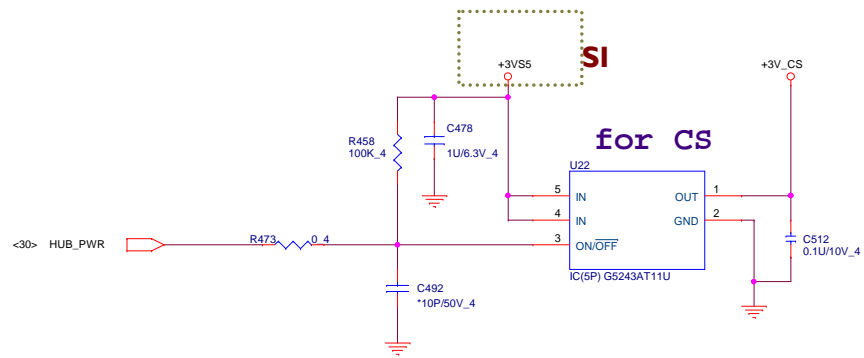 +3VS5
SI
+3V_CS
R458
100K_4
C478
1U/6.3V_4
for CS
U22
5
IN
OUT
1
4
IN
GND
2
3
ON/OFF
C512
0.1U/10V_4
IC(5P) G5243AT11U
<30>
HUB_PWR
R473
0_4
C492
*10P/50V_4